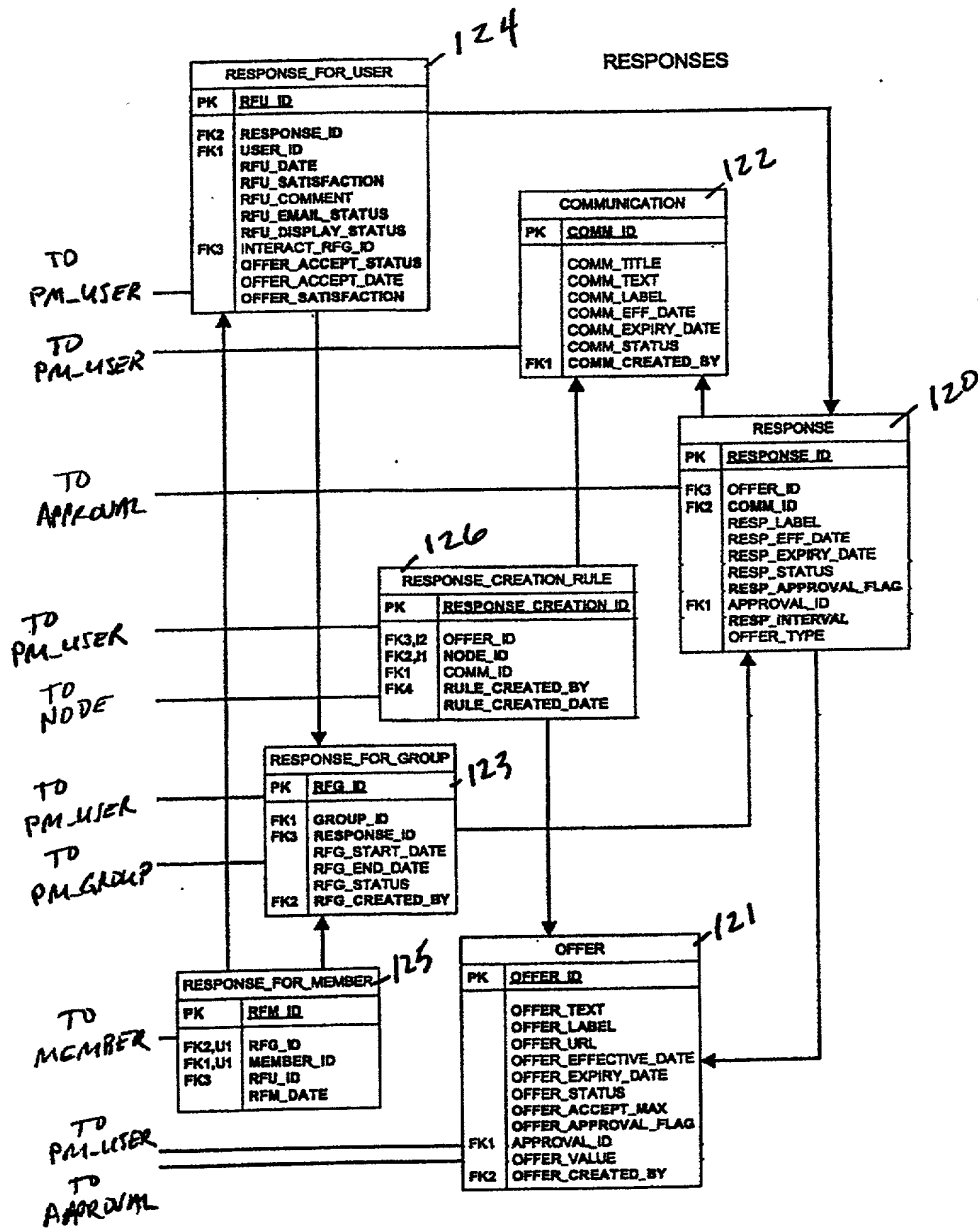 RESPONSES
124
RESPONSE_FOR_USER
PK RFU_ID
FK2 RESPONSE_ID
FK1 USER_ID
RFU_DATE
RFU_SATISFACTION
RFU_COMMENT
RFU_EMAIL_STATUS
RFU_DISPLAY_STATUS
FK3 INTERACT_RFG_ID
OFFER_ACCEPT_STATUS
OFFER_ACCEPT_DATE
OFFER_SATISFACTION
TO
PM_USER
122
COMMUNICATION
PK COMM_ID
COMM_TITLE
COMM_TEXT
COMM_LABEL
COMM_EFF_DATE
COMM_EXPIRY_DATE
COMM_STATUS
FK1 COMM_CREATED_BY
TO
PM_USER
120
RESPONSE
PK RESPONSE_ID
FK3 OFFER_ID
FK2 COMM_ID
RESP_LABEL
RESP_EFF_DATE
RESP_EXPIRY_DATE
RESP_STATUS
RESP_APPROVAL_FLAG
FK1 APPROVAL_ID
RESP_INTERVAL
OFFER_TYPE
TO
APPROVAL
126
RESPONSE_CREATION_RULE
PK RESPONSE_CREATION_ID
FK3,I2 OFFER_ID
FK2,I1 NODE_ID
FK1 COMM_ID
FK4 RULE_CREATED_BY
RULE_CREATED_DATE
TO
PM_USER
TO
NODE
RESPONSE_FOR_GROUP
123
PK RFG_ID
FK1 GROUP_ID
FK3 RESPONSE_ID
RFG_START_DATE
RFG_END_DATE
RFG_STATUS
FK2 RFG_CREATED_BY
TO
PM_USER
TO
PM_GROUP
125
RESPONSE_FOR_MEMBER
PK RFM_ID
FK2,U1 RFG_ID
FK1,U1 MEMBER_ID
FK3 RFU_ID
RFM_DATE
TO
MEMBER
121
OFFER
PK OFFER_ID
OFFER_TEXT
OFFER_LABEL
OFFER_URL
OFFER_EFFECTIVE_DATE
OFFER_EXPIRY_DATE
OFFER_STATUS
OFFER_ACCEPT_MAX
OFFER_APPROVAL_FLAG
FK1 APPROVAL_ID
OFFER_VALUE
FK2 OFFER_CREATED_BY
TO
PM_USER
TO
APPROVAL